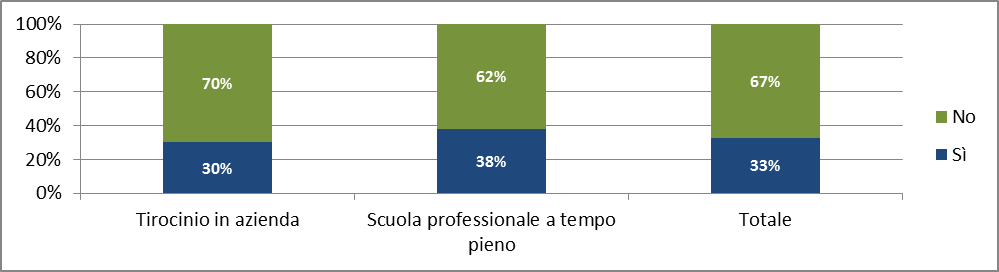 100%
80%
60%
40%
20%
0%
70%
62%
67%
30%
38%
33%
No
Sì
Tirocinio in azienda
Scuola professionale a tempo
pieno
Totale